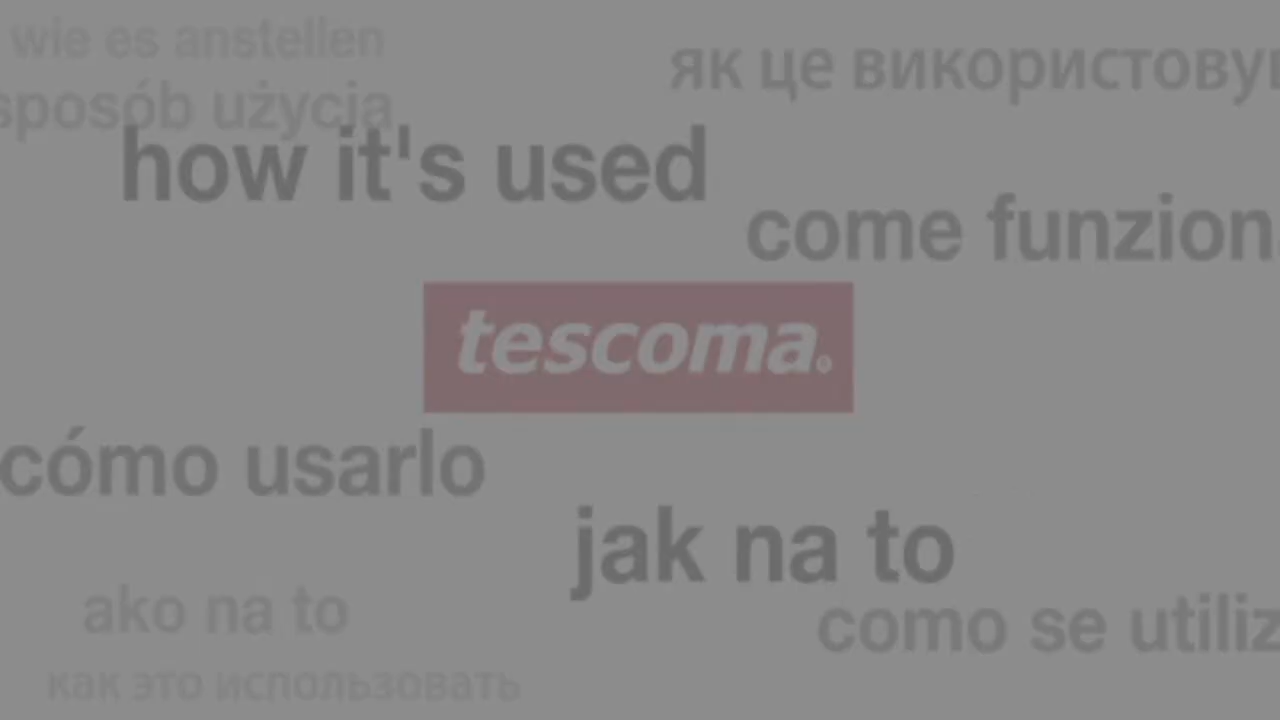 wie es anstellen
як це використову
sposób użycia
how it's used
come funzion
tescoma.®
cómo usarlo
jak na to
ako na to
como se utiliz
как это использовать